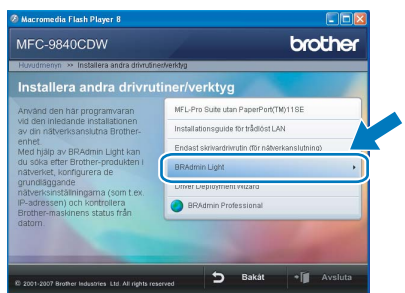 Macromedia Flash Player 8
MFC-9840CDW
brother
Huvudmenyn >> Installera andra drivrutiner/verktyg
Installera andra drivrutiner/verktyg
Använd den här programvaran
vid den inledande installationen
av din nätverksanslutna Brother-
enhet.
Med hjälp av BRAdmin Light kan
du söka efter Brother-produkten i
nätverket, konfigurera de
grundläggande
nätverksinställningarna (som t.ex.
IP-adressen) och kontrollera
Brother-maskinens status från
datorn.
MFL-Pro Suite utan PaperPort(TM)11SE
Installationsguide för trådlöst LAN
Endast skrivardrivrutin (för nätverkanslutning)
BRAdmin Light
Driver Deployment Wizard
BRAdmin Professional
© 2001-2007 Brother Industries Ltd. All rights reserved
Bakåt
Avsluta